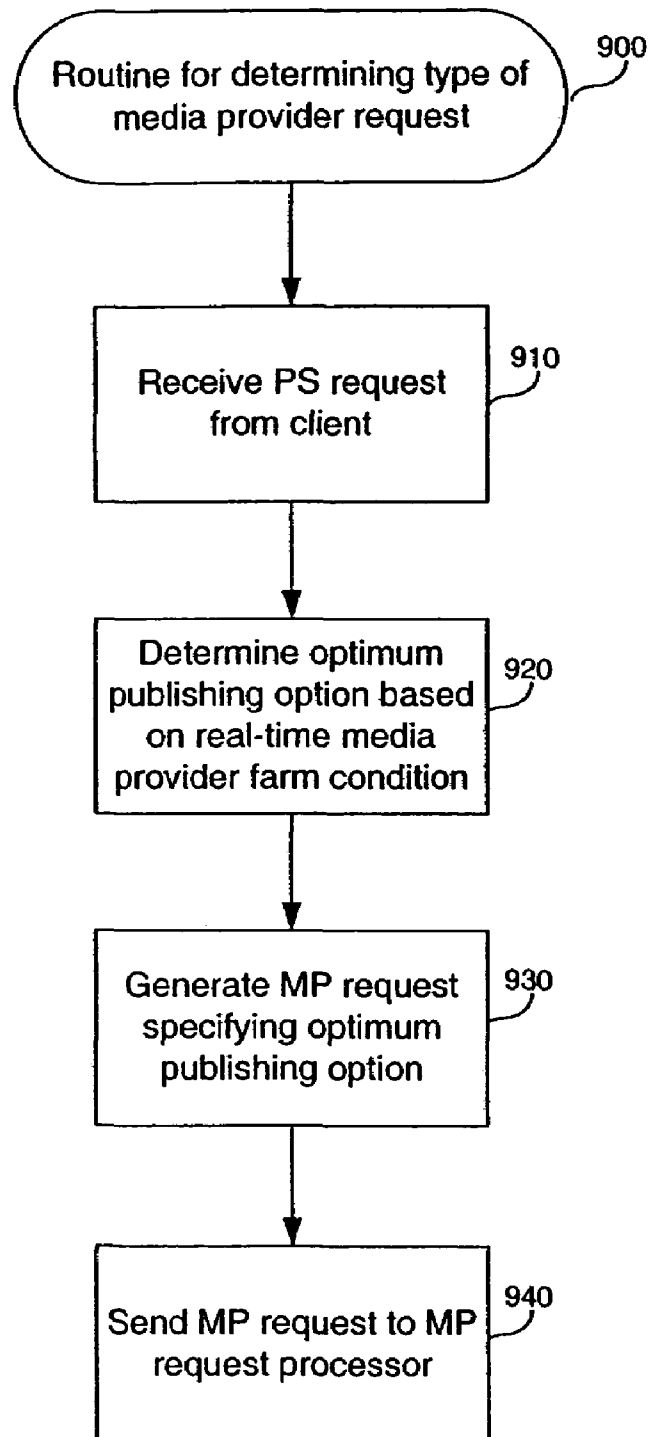 Routine for determining type of
media provider request
900
Receive PS request
from client
910
Determine optimum
publishing option based
on real-time media
provider farm condition
920
Generate MP request
specifying optimum
publishing option
930
Send MP request to MP
request processor
940